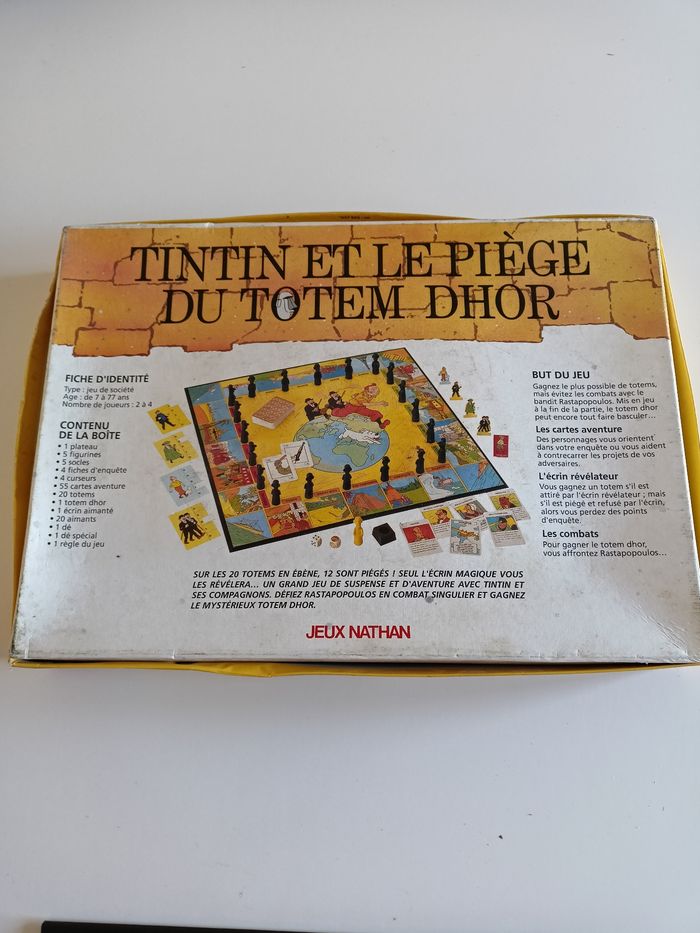 TINTIN ET LE PIÈGE
DU TOTEM DHOR
FICHE D'IDENTITÉ
Type : jeu de société
Age : de 7 à 77 ans
Nombre de joueurs : 2 à 4
CONTENU
DE LA BOÎTE
• 1 plateau
• 5 figurines
• 5 socles
• 4 fiches d'enquête
• 4 curseurs
• 55 cartes aventure
• 20 totems
• 1 totem dhor
• 1 écrin aimanté
• 20 aimants
• 1 dé
• 1 dé spécial
• 1 règle du jeu
BUT DU JEU
Gagnez le plus possible de totems,
mais évitez les combats avec le
bandit Rastapopoulos. Mis en jeu
à la fin de la partie, le totem dhor
peut encore tout faire basculer...
Les cartes aventure
Des personnages vous orientent
dans votre enquête ou vous aident
à contrecarrer les projets de vos
adversaires.
L'écrin révélateur
Vous gagnez un totem s'il est
attiré par l'écrin révélateur ; mais
s'il est piégé et refusé par l'écrin,
alors vous perdez des points
d'enquête.
Les combats
Pour gagner le totem dhor,
vous affrontez Rastapopoulos...
SUR LES 20 TOTEMS EN ÉBÈNE, 12 SONT PIÉGÉS ! SEUL L'ÉCRIN MAGIQUE VOUS
LES RÉVÉLERA... UN GRAND JEU DE SUSPENSE ET D'AVENTURE AVEC TINTIN ET
SES COMPAGNONS. DÉFIEZ RASTAPOPOULOS EN COMBAT SINGULIER ET GAGNEZ
LE MYSTÉRIEUX TOTEM DHOR.
JEUX NATHAN